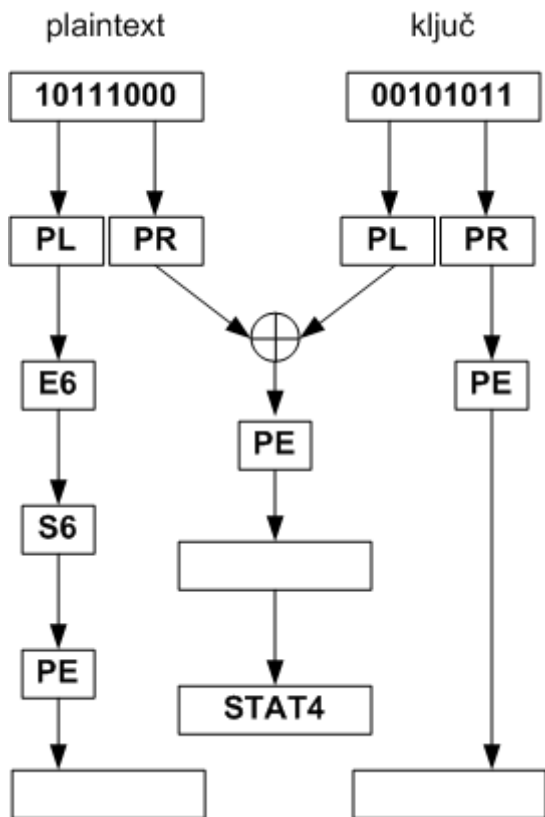 plaintext ključ
10111000 00101011
PL PR PL PR
E6 PE
PE
S6
PE
STAT4